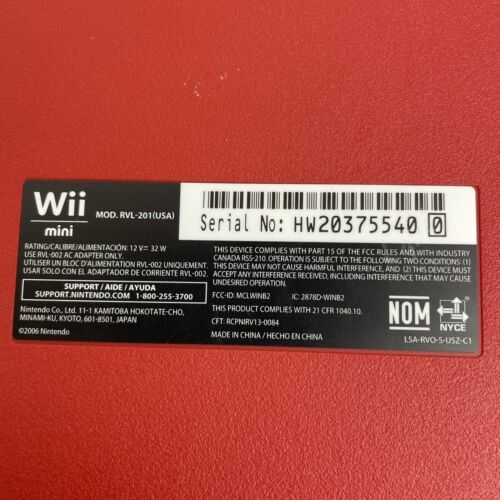 Wii
mini
MOD. RVL-201(USA)
Serial No: HW20375540 0
RATING/CALIBRE/ALIMENTACIÓN: 12 V⎓ 32 W
USE RVL-002 AC ADAPTER ONLY.
UTILISER UN BLOC D'ALIMENTATION RVL-002 UNIQUEMENT.
USAR CON EL ADAPTADOR DE CORRIENTE RVL-002.
SUPPORT / AIDE / AYUDA
SUPPORT.NINTENDO.COM 1-800-255-3700
Nintendo Co., Ltd. 11-1 KAMITOBA HOKOTATE-CHO,
MINAMI-KU, KYOTO, 601-8501, JAPAN
©2006 Nintendo
THIS DEVICE COMPLIES WITH PART 15 OF THE FCC RULES AND WITH INDUSTRY
CANADA RSS-210. OPERATION IS SUBJECT TO THE FOLLOWING TWO CONDITIONS: (1)
THIS DEVICE MAY NOT CAUSE HARMFUL INTERFERENCE, AND (2) THIS DEVICE MUST
ACCEPT ANY INTERFERENCE RECEIVED, INCLUDING INTERFERENCE THAT MAY CAUSE
UNDESIRED OPERATION.
FCC-ID: MCLWINB2 IC: 2878D-WINB2
THIS PRODUCT COMPLIES WITH 21 CFR 1040.10.
CFT: RCPNIRV13-0084
MADE IN CHINA / HECHO EN CHINA
NOM
NYCE
LSA-RVO-S-USZ-C1